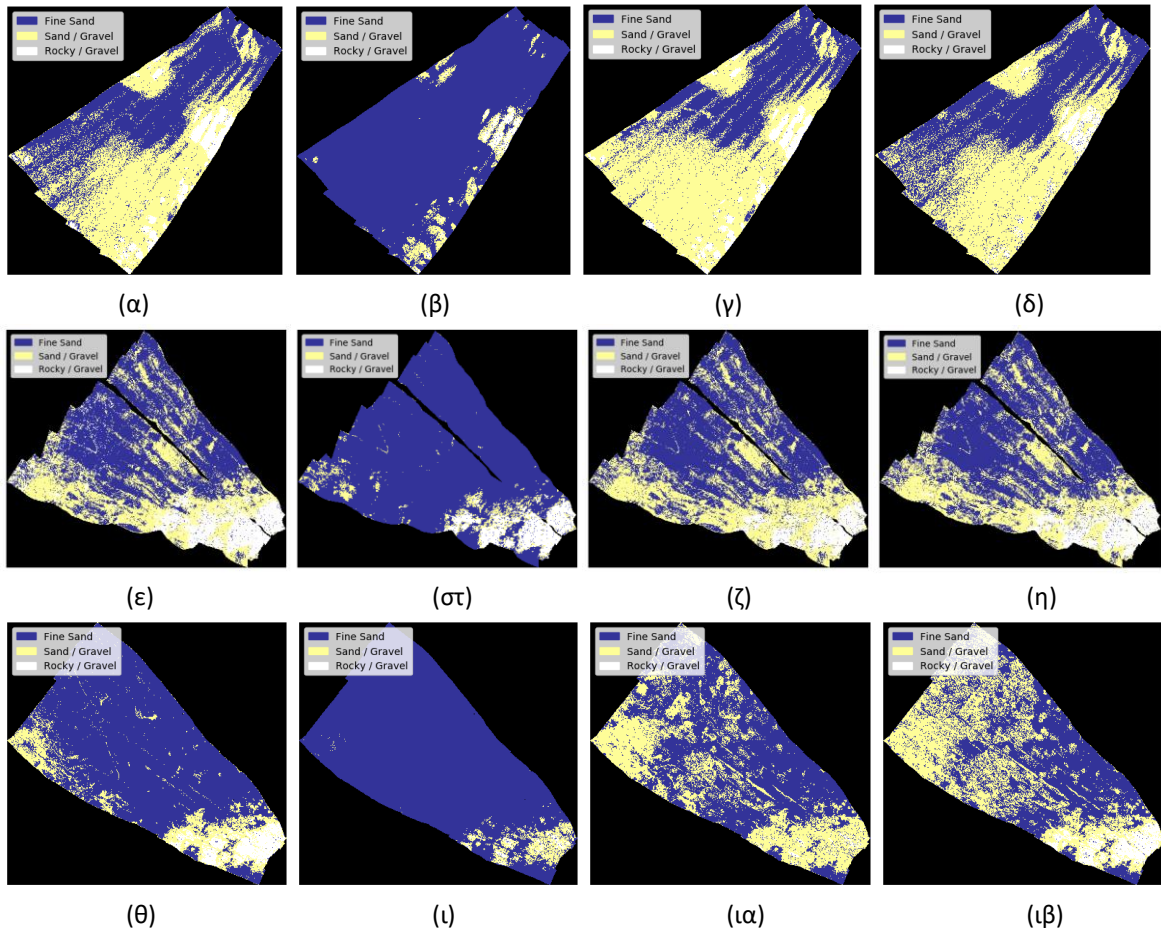 Fine Sand
Sand / Gravel
Rocky / Gravel
Fine Sand
Sand / Gravel
Rocky / Gravel
Fine Sand
Sand / Gravel
Rocky / Gravel
Fine Sand
Sand / Gravel
Rocky / Gravel
(α) (β) (γ) (δ)
Fine Sand
Sand / Gravel
Rocky / Gravel
Fine Sand
Sand / Gravel
Rocky / Gravel
Fine Sand
Sand / Gravel
Rocky / Gravel
Fine Sand
Sand / Gravel
Rocky / Gravel
(ε) (στ) (ζ) (η)
Fine Sand
Sand / Gravel
Rocky / Gravel
Fine Sand
Sand / Gravel
Rocky / Gravel
Fine Sand
Sand / Gravel
Rocky / Gravel
Fine Sand
Sand / Gravel
Rocky / Gravel
(θ) (ι) (ια) (ιβ)